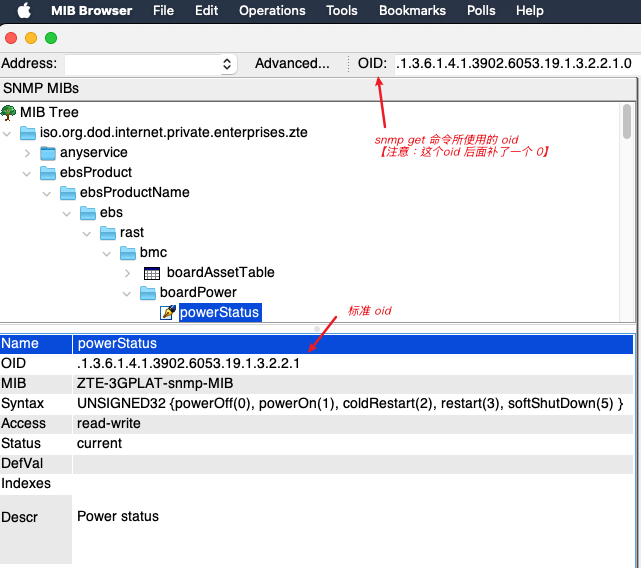 MIB Browser File Edit Operations Tools Bookmarks Polls Help
Address: Advanced... OID: .1.3.6.1.4.1.3902.6053.19.1.3.2.2.1.0
SNMP MIBs
MIB Tree
iso.org.dod.internet.private.enterprises.zte
anyservice
ebsProduct
ebsProductName
ebs
rast
bmc
boardAssetTable
boardPower
powerStatus
snmp get 命令所使用的 oid
【注意：这个oid 后面补了一个 0】
标准 oid
Name powerStatus
OID .1.3.6.1.4.1.3902.6053.19.1.3.2.2.1
MIB ZTE-3GPLAT-snmp-MIB
Syntax UNSIGNED32 {powerOff(0), powerOn(1), coldRestart(2), restart(3), softShutDown(5) }
Access read-write
Status current
DefVal
Indexes
Descr Power status